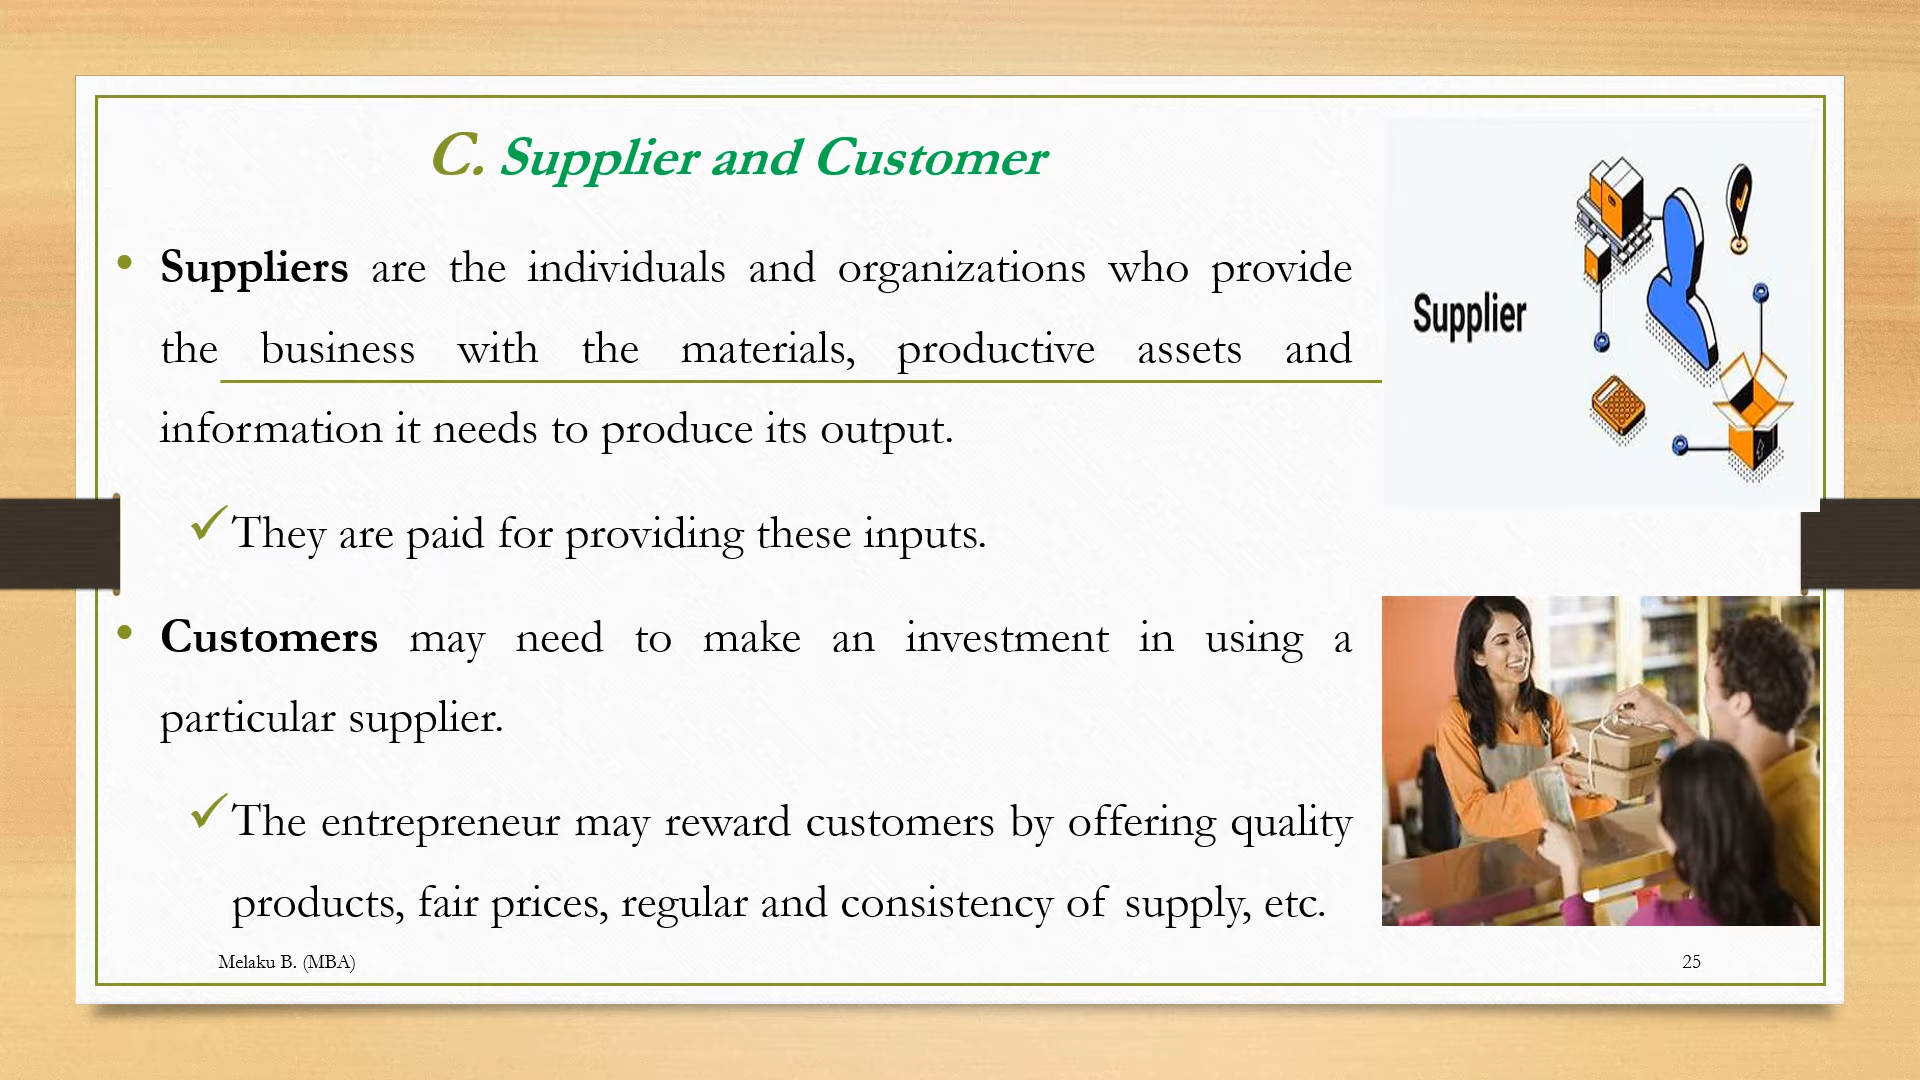 C. Supplier and Customer
• Suppliers are the individuals and organizations who provide
the business with the materials, productive assets and
information it needs to produce its output.
✓They are paid for providing these inputs.
• Customers may need to make an investment in using a
particular supplier.
✓The entrepreneur may reward customers by offering quality
products, fair prices, regular and consistency of supply, etc.
Supplier
Melaku B. (MBA)
25